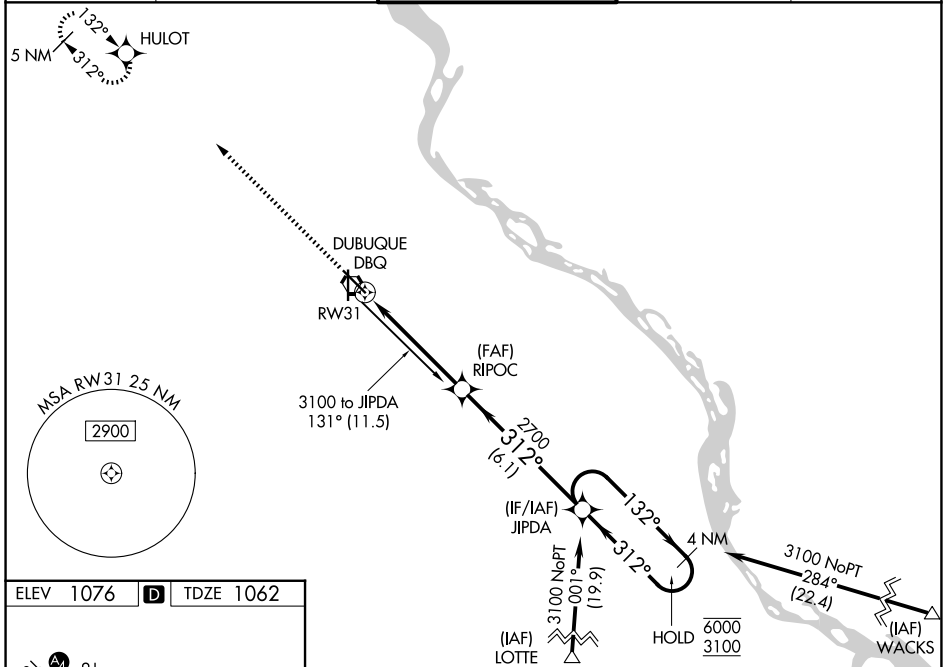 132°
HULOT
5 NM
312°
DUBUQUE
DBQ
RW31
(FAF)
RIPOC
3100 to JIPDA
131° (11.5)
MSA RW31 25 NM
2900
2700
312°
(6.1)
(IF/IAF)
JIPDA
132°
312°
4 NM
3100 NoPT
284°
(22.4)
(IAF)
WACKS
3100 NoPT
001°
(19.9)
(IAF)
LOTTE
HOLD
6000
3100
ELEV 1076 D TDZE 1062